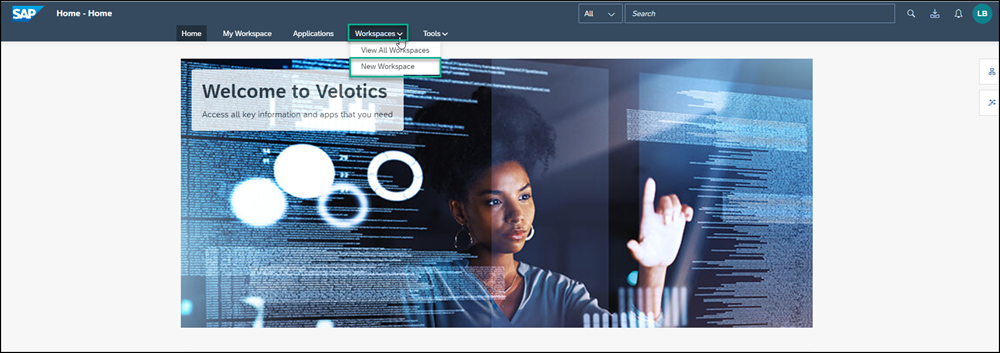 SAP Home - Home All Search LB
Home My Workspace Applications Workspaces Tools
View All Workspaces
New Workspace
Welcome to Velotics
Access all key information and apps that you need